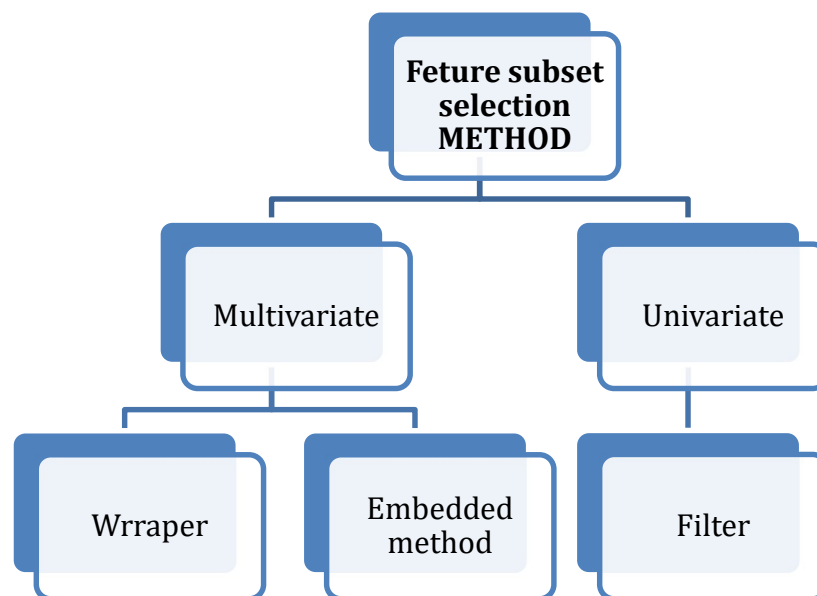 Feture subset
selection
METHOD
Multivariate
Univariate
Wrraper
Embedded
method
Filter